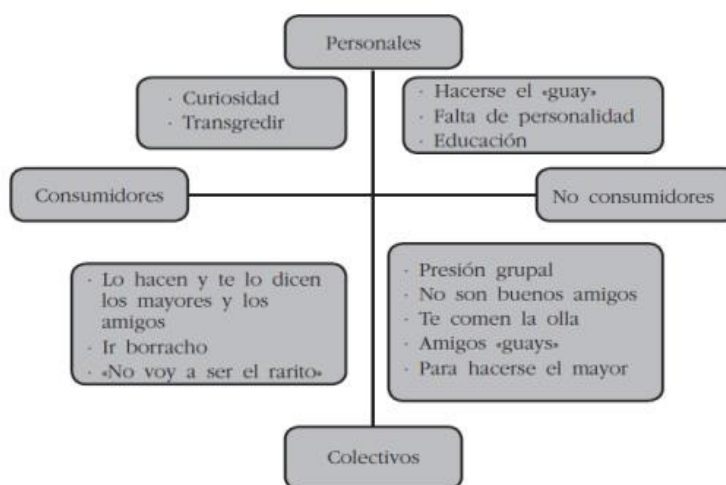 Personales
· Curiosidad
· Transgredir
· Hacerse el «guay»
· Falta de personalidad
· Educación
Consumidores
No consumidores
· Lo hacen y te lo dicen
los mayores y los
amigos
· Ir borracho
· «No voy a ser el rarito»
· Presión grupal
· No son buenos amigos
· Te comen la olla
· Amigos «guays»
· Para hacerse el mayor
Colectivos